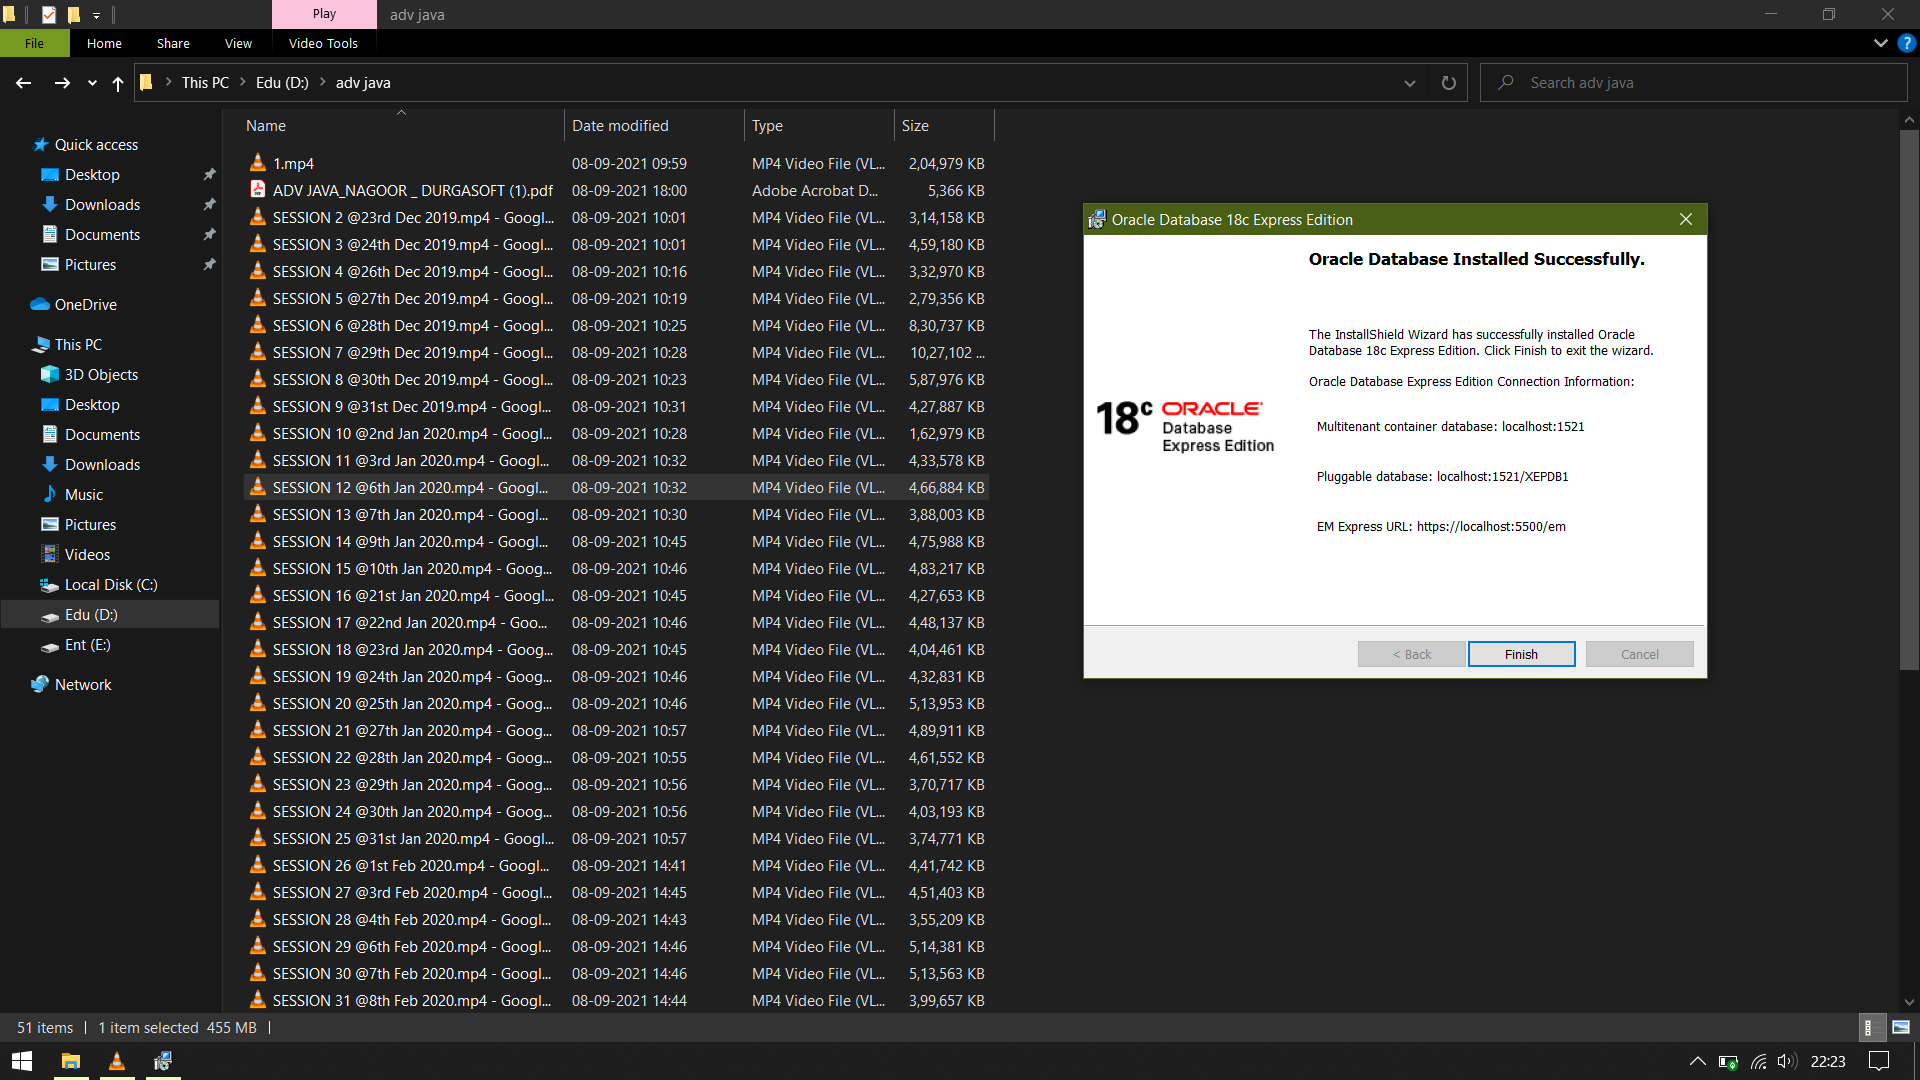 Play
adv java
File
Home
Share
View
Video Tools
This PC
Edu (D:)
adv java
Search adv java
Name
Date modified
Type
Size
Quick access
Desktop
Downloads
Documents
Pictures
OneDrive
This PC
3D Objects
Desktop
Documents
Downloads
Music
Pictures
Videos
Local Disk (C:)
Edu (D:)
Ent (E:)
Network
1.mp4 08-09-2021 09:59 MP4 Video File (VL... 2,04,979 KB
ADV JAVA_NAGOOR _ DURGASOFT (1).pdf 08-09-2021 18:00 Adobe Acrobat D... 5,366 KB
SESSION 2 @23rd Dec 2019.mp4 - Googl... 08-09-2021 10:01 MP4 Video File (VL... 3,14,158 KB
SESSION 3 @24th Dec 2019.mp4 - Googl... 08-09-2021 10:01 MP4 Video File (VL... 4,59,180 KB
SESSION 4 @26th Dec 2019.mp4 - Googl... 08-09-2021 10:16 MP4 Video File (VL... 3,32,970 KB
SESSION 5 @27th Dec 2019.mp4 - Googl... 08-09-2021 10:19 MP4 Video File (VL... 2,79,356 KB
SESSION 6 @28th Dec 2019.mp4 - Googl... 08-09-2021 10:25 MP4 Video File (VL... 8,30,737 KB
SESSION 7 @29th Dec 2019.mp4 - Googl... 08-09-2021 10:28 MP4 Video File (VL... 10,27,102 ...
SESSION 8 @30th Dec 2019.mp4 - Googl... 08-09-2021 10:23 MP4 Video File (VL... 5,87,976 KB
SESSION 9 @31st Dec 2019.mp4 - Googl... 08-09-2021 10:31 MP4 Video File (VL... 4,27,887 KB
SESSION 10 @2nd Jan 2020.mp4 - Googl... 08-09-2021 10:28 MP4 Video File (VL... 1,62,979 KB
SESSION 11 @3rd Jan 2020.mp4 - Googl... 08-09-2021 10:32 MP4 Video File (VL... 4,33,578 KB
SESSION 12 @6th Jan 2020.mp4 - Googl... 08-09-2021 10:32 MP4 Video File (VL... 4,66,884 KB
SESSION 13 @7th Jan 2020.mp4 - Googl... 08-09-2021 10:30 MP4 Video File (VL... 3,88,003 KB
SESSION 14 @9th Jan 2020.mp4 - Googl... 08-09-2021 10:45 MP4 Video File (VL... 4,75,988 KB
SESSION 15 @10th Jan 2020.mp4 - Goog... 08-09-2021 10:46 MP4 Video File (VL... 4,83,217 KB
SESSION 16 @21st Jan 2020.mp4 - Googl... 08-09-2021 10:45 MP4 Video File (VL... 4,27,653 KB
SESSION 17 @22nd Jan 2020.mp4 - Goo... 08-09-2021 10:46 MP4 Video File (VL... 4,48,137 KB
SESSION 18 @23rd Jan 2020.mp4 - Goog... 08-09-2021 10:45 MP4 Video File (VL... 4,04,461 KB
SESSION 19 @24th Jan 2020.mp4 - Goog... 08-09-2021 10:46 MP4 Video File (VL... 4,32,831 KB
SESSION 20 @25th Jan 2020.mp4 - Goog... 08-09-2021 10:46 MP4 Video File (VL... 5,13,953 KB
SESSION 21 @27th Jan 2020.mp4 - Goog... 08-09-2021 10:57 MP4 Video File (VL... 4,89,911 KB
SESSION 22 @28th Jan 2020.mp4 - Goog... 08-09-2021 10:55 MP4 Video File (VL... 4,61,552 KB
SESSION 23 @29th Jan 2020.mp4 - Goog... 08-09-2021 10:56 MP4 Video File (VL... 3,70,717 KB
SESSION 24 @30th Jan 2020.mp4 - Goog... 08-09-2021 10:56 MP4 Video File (VL... 4,03,193 KB
SESSION 25 @31st Jan 2020.mp4 - Googl... 08-09-2021 10:57 MP4 Video File (VL... 3,74,771 KB
SESSION 26 @1st Feb 2020.mp4 - Googl... 08-09-2021 14:41 MP4 Video File (VL... 4,41,742 KB
SESSION 27 @3rd Feb 2020.mp4 - Googl... 08-09-2021 14:45 MP4 Video File (VL... 4,51,403 KB
SESSION 28 @4th Feb 2020.mp4 - Googl... 08-09-2021 14:43 MP4 Video File (VL... 3,55,209 KB
SESSION 29 @6th Feb 2020.mp4 - Googl... 08-09-2021 14:46 MP4 Video File (VL... 5,14,381 KB
SESSION 30 @7th Feb 2020.mp4 - Googl... 08-09-2021 14:46 MP4 Video File (VL... 5,13,563 KB
SESSION 31 @8th Feb 2020.mp4 - Googl... 08-09-2021 14:44 MP4 Video File (VL... 3,99,657 KB
Oracle Database 18c Express Edition
Oracle Database Installed Successfully.
The InstallShield Wizard has successfully installed Oracle
Database 18c Express Edition. Click Finish to exit the wizard.
Oracle Database Express Edition Connection Information:
18c ORACLE
Database
Express Edition
Multitenant container database: localhost:1521
Pluggable database: localhost:1521/XEPDB1
EM Express URL: https://localhost:5500/em
< Back
Finish
Cancel
51 items
1 item selected 455 MB
22:23